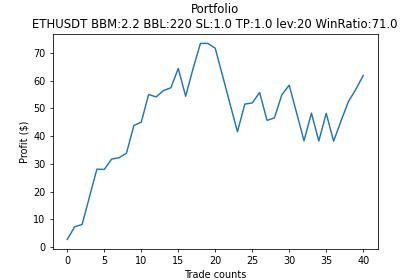 Portfolio
ETHUSDT BBM:2.2 BBL:220 SL:1.0 TP:1.0 lev:20 WinRatio:71.0
70
60
50
40
30
20
10
0
Profit ($)
0 5 10 15 20 25 30 35 40
Trade counts